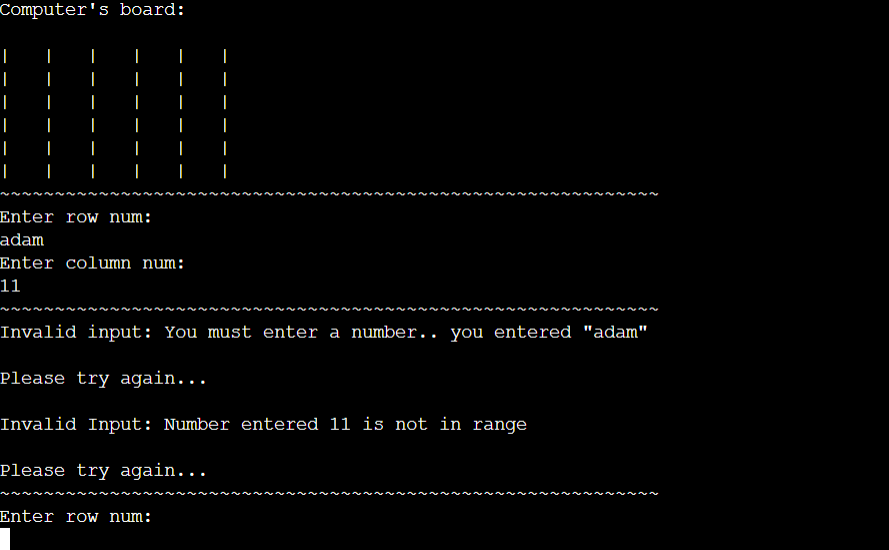 Computer's board:
|   |   |   |   |   |
|   |   |   |   |   |
|   |   |   |   |   |
|   |   |   |   |   |
|   |   |   |   |   |
|   |   |   |   |   |
~~~~~~~~~~~~~~~~~~~~~~~~~~~~~~~~~~~~~~~~~~~~~~~~~~~~~~~~~~~~
Enter row num:
adam
Enter column num:
11
~~~~~~~~~~~~~~~~~~~~~~~~~~~~~~~~~~~~~~~~~~~~~~~~~~~~~~~~~~~~
Invalid input: You must enter a number.. you entered "adam"
Please try again...
Invalid Input: Number entered 11 is not in range
Please try again...
~~~~~~~~~~~~~~~~~~~~~~~~~~~~~~~~~~~~~~~~~~~~~~~~~~~~~~~~~~~~
Enter row num: